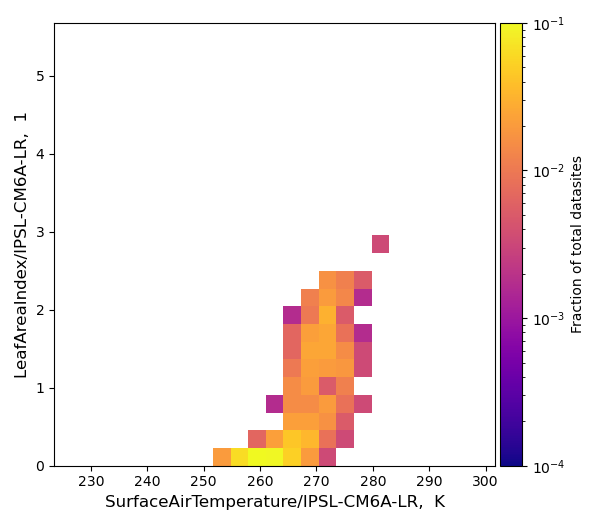 LeafAreaIndex/IPSL-CM6A-LR,  1
5
4
3
2
1
0
230 240 250 260 270 280 290 300
SurfaceAirTemperature/IPSL-CM6A-LR,  K
10⁻¹
10⁻²
10⁻³
10⁻⁴
Fraction of total datasites